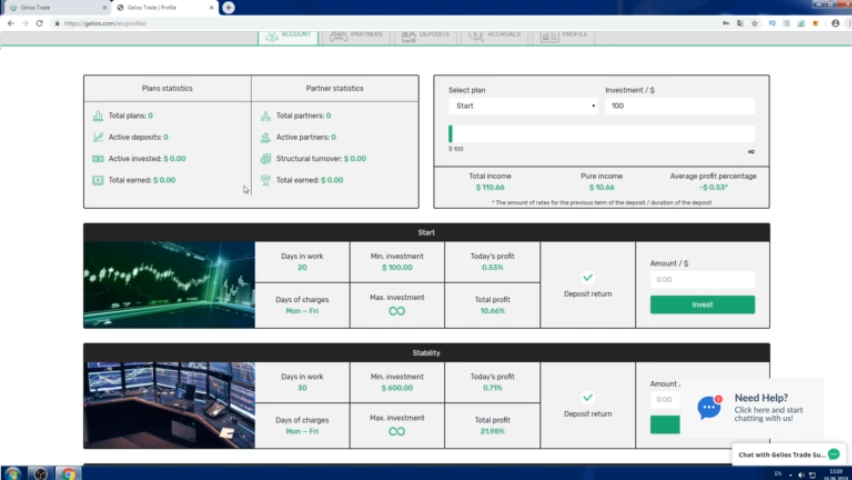 Gelios Trade
Gelios Trade | Profile
https://gelios.com/en/profile/
ACCOUNT
PARTNERS
DEPOSITS
ACCRUALS
PROFILE
Plans statistics
Partner statistics
Total plans: 0
Total partners: 0
Active deposits: 0
Active partners: 0
Active invested: $ 0.00
Structural turnover: $ 0.00
Total earned: $ 0.00
Total earned: $ 0.00
Select plan
Investment / $
Start
100
$ 100
∞
Total income
Pure income
Average profit percentage
$ 110.66
$ 10.66
~$ 0.53*
* The amount of rates for the previous term of the deposit / duration of the deposit
Start
Days in work
Min. investment
Today's profit
20
$ 100.00
0.53%
Amount / $
0.00
Deposit return
Days of charges
Max. investment
Total profit
Mon — Fri
∞
10.66%
Invest
Stability
Days in work
Min. investment
Today's profit
30
$ 600.00
0.71%
Amount
0.00
Deposit return
Days of charges
Max. investment
Total profit
Mon — Fri
∞
21.98%
Need Help?
Click here and start
chatting with us!
1
Chat with Gelios Trade Su...
EN
13:09